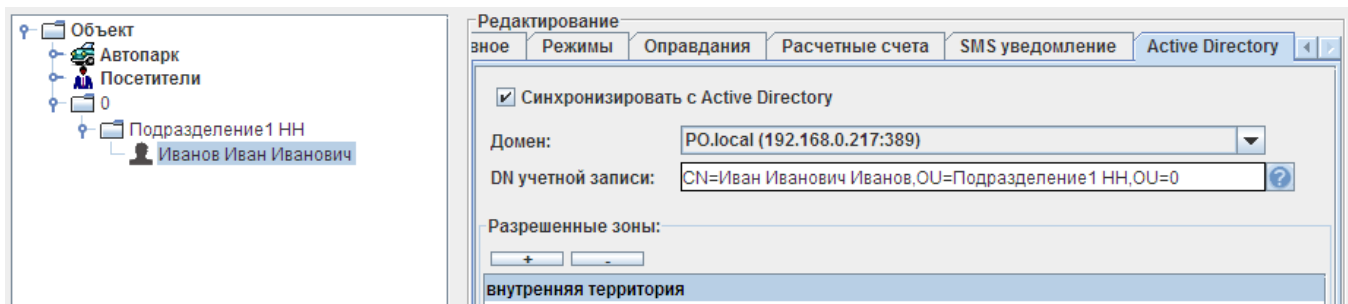 Объект
Автопарк
Посетители
0
Подразделение1 НН
Иванов Иван Иванович
Редактирование
вное Режимы Оправдания Расчетные счета SMS уведомление Active Directory
Синхронизировать с Active Directory
Домен: PO.local (192.168.0.217:389)
DN учетной записи: CN=Иван Иванович Иванов,OU=Подразделение1 НН,OU=0 ?
Разрешенные зоны:
+ -
внутренняя территория